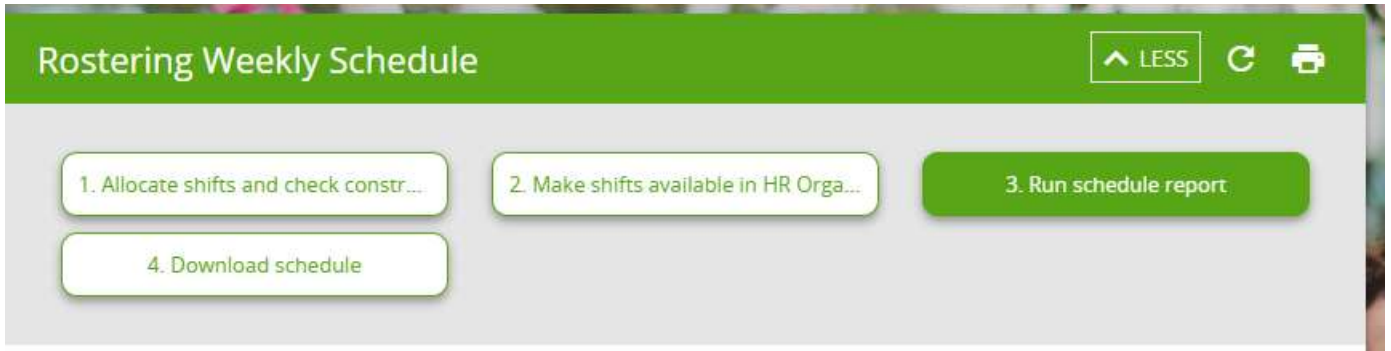 Rostering Weekly Schedule
LESS
1. Allocate shifts and check constr...
2. Make shifts available in HR Orga...
3. Run schedule report
4. Download schedule